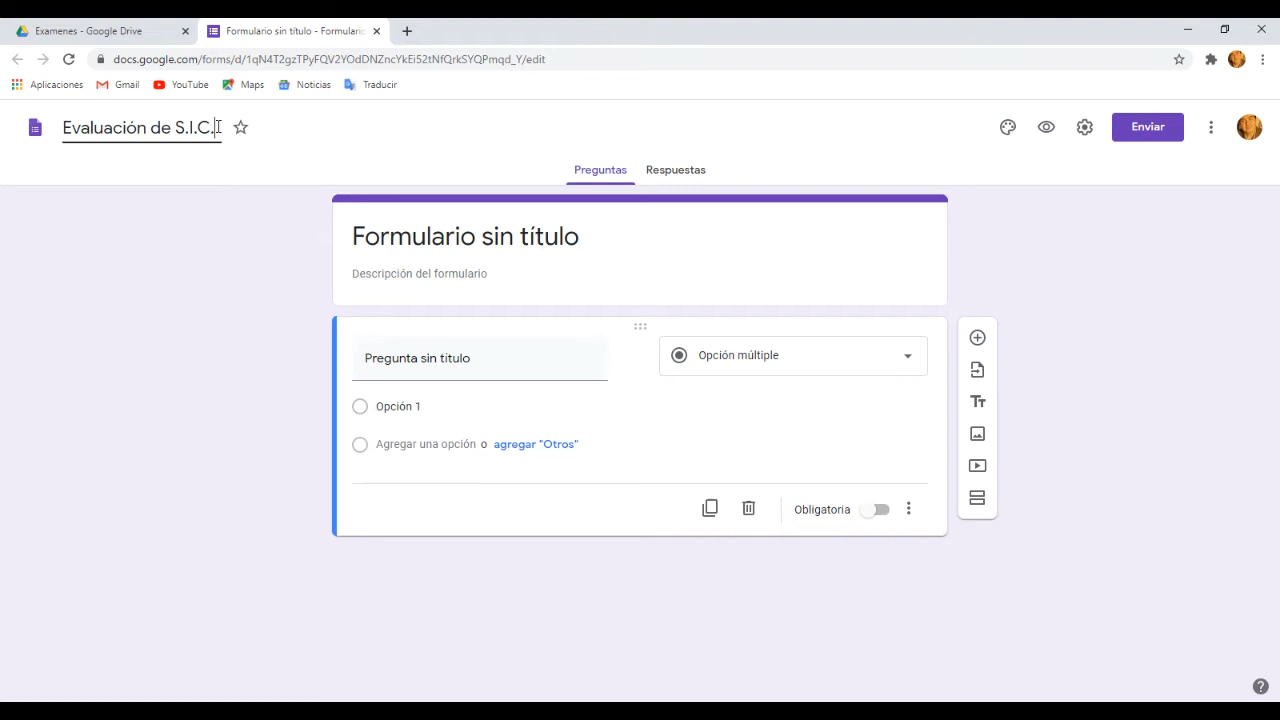 Examenes - Google Drive
Formulario sin título - Formulario
docs.google.com/forms/d/1qN4T2gzTPyFQV2YOdDNZncYkEi52tNfQrkSYQPmqd_Y/edit
Aplicaciones
Gmail
YouTube
Maps
Noticias
Traducir
Evaluación de S.I.C.
Enviar
Preguntas
Respuestas
Formulario sin título
Descripción del formulario
Pregunta sin título
Opción múltiple
Opción 1
Agregar una opción o agregar "Otros"
Obligatoria